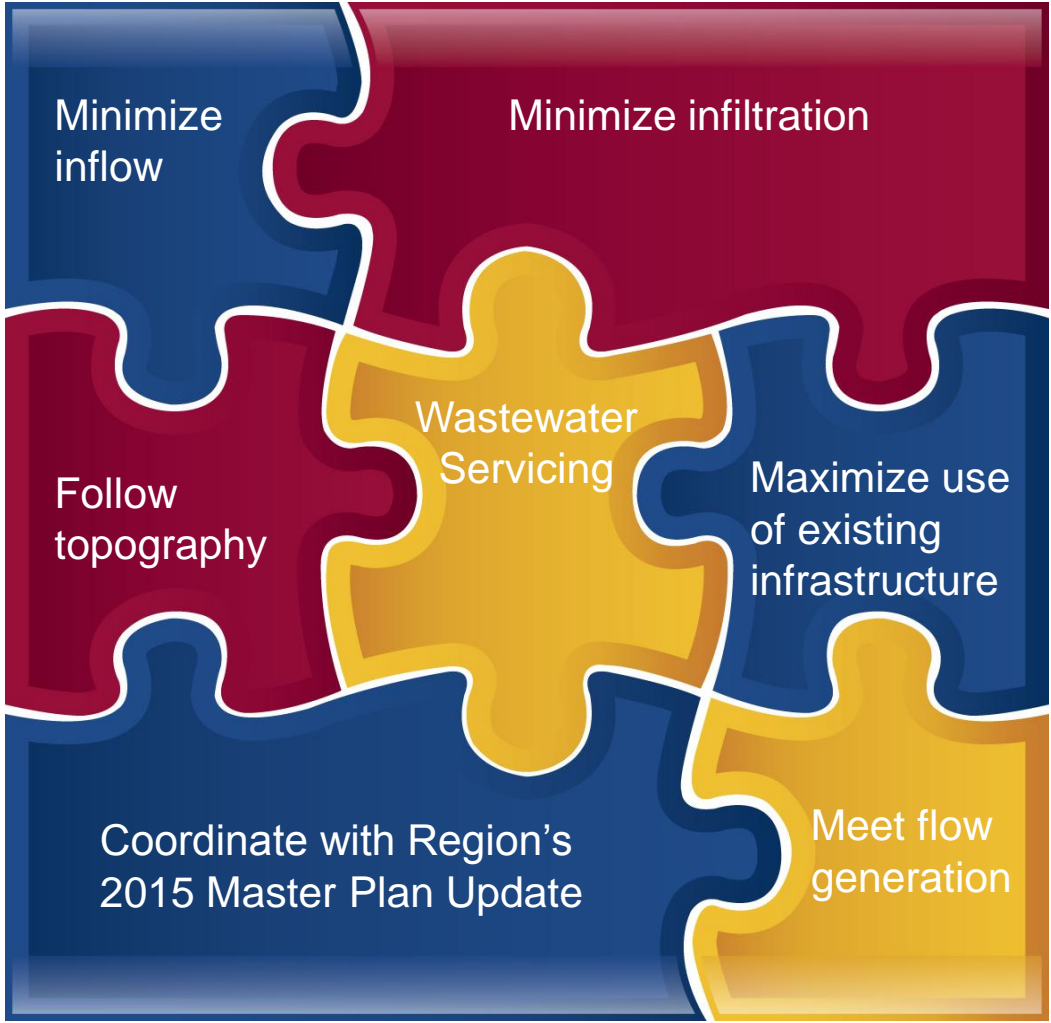 Minimize
inflow
Minimize infiltration
Wastewater
Servicing
Follow
topography
Maximize use
of existing
infrastructure
Coordinate with Region’s
2015 Master Plan Update
Meet flow
generation